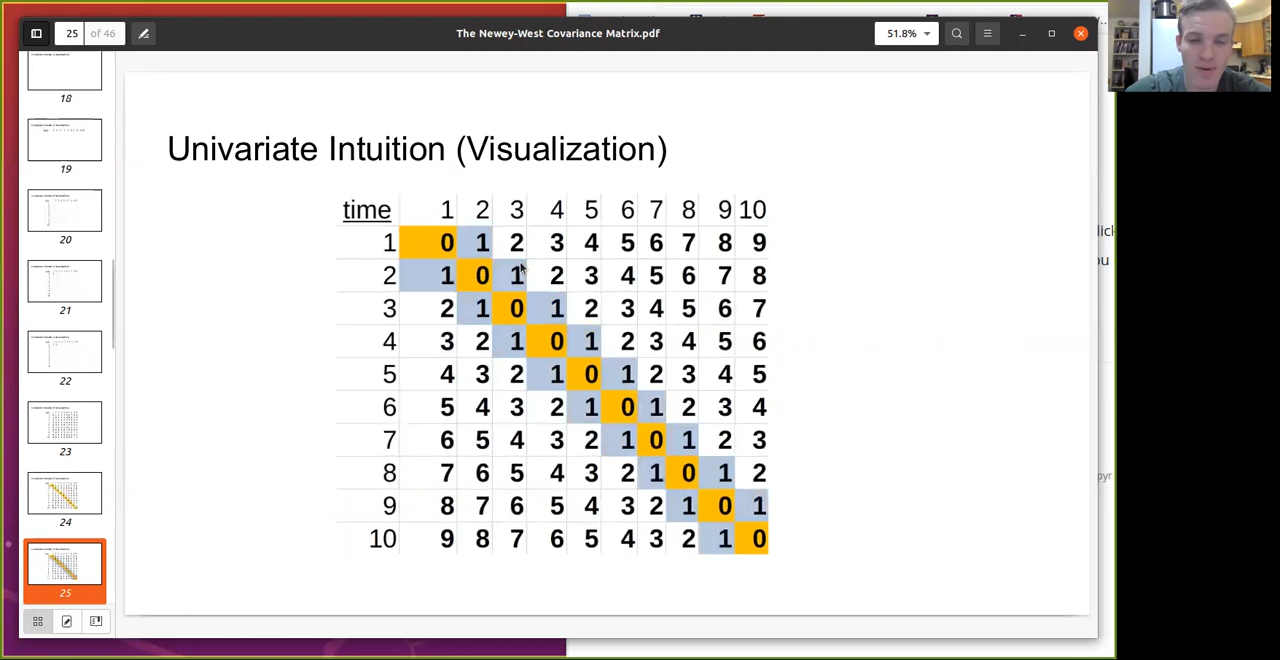 25 of 46
The Newey-West Covariance Matrix.pdf
51.8%
18
19
20
21
22
23
24
25
Univariate Intuition (Visualization)
time 1 2 3 4 5 6 7 8 9 10
1 0 1 2 3 4 5 6 7 8 9
2 1 0 1 2 3 4 5 6 7 8
3 2 1 0 1 2 3 4 5 6 7
4 3 2 1 0 1 2 3 4 5 6
5 4 3 2 1 0 1 2 3 4 5
6 5 4 3 2 1 0 1 2 3 4
7 6 5 4 3 2 1 0 1 2 3
8 7 6 5 4 3 2 1 0 1 2
9 8 7 6 5 4 3 2 1 0 1
10 9 8 7 6 5 4 3 2 1 0